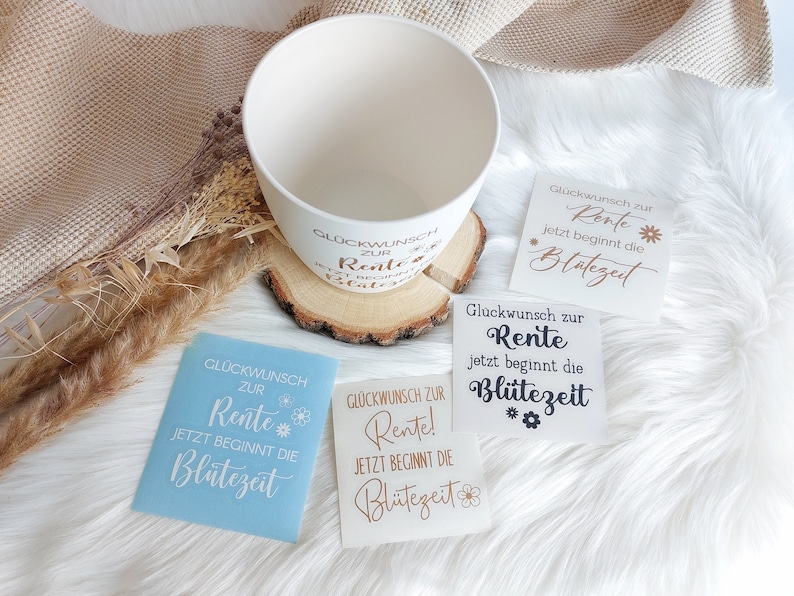 GLÜCKWUNSCH
ZUR
Rente
JETZT BEGINNT DIE
Blütezeit
Glückwunsch zur
Rente
jetzt beginnt die
Blütezeit
Glückwunsch zur
Rente
jetzt beginnt die
Blütezeit
GLÜCKWUNSCH
ZUR
Rente
JETZT BEGINNT DIE
Blütezeit
GLÜCKWUNSCH ZUR
Rente!
JETZT BEGINNT DIE
Blütezeit